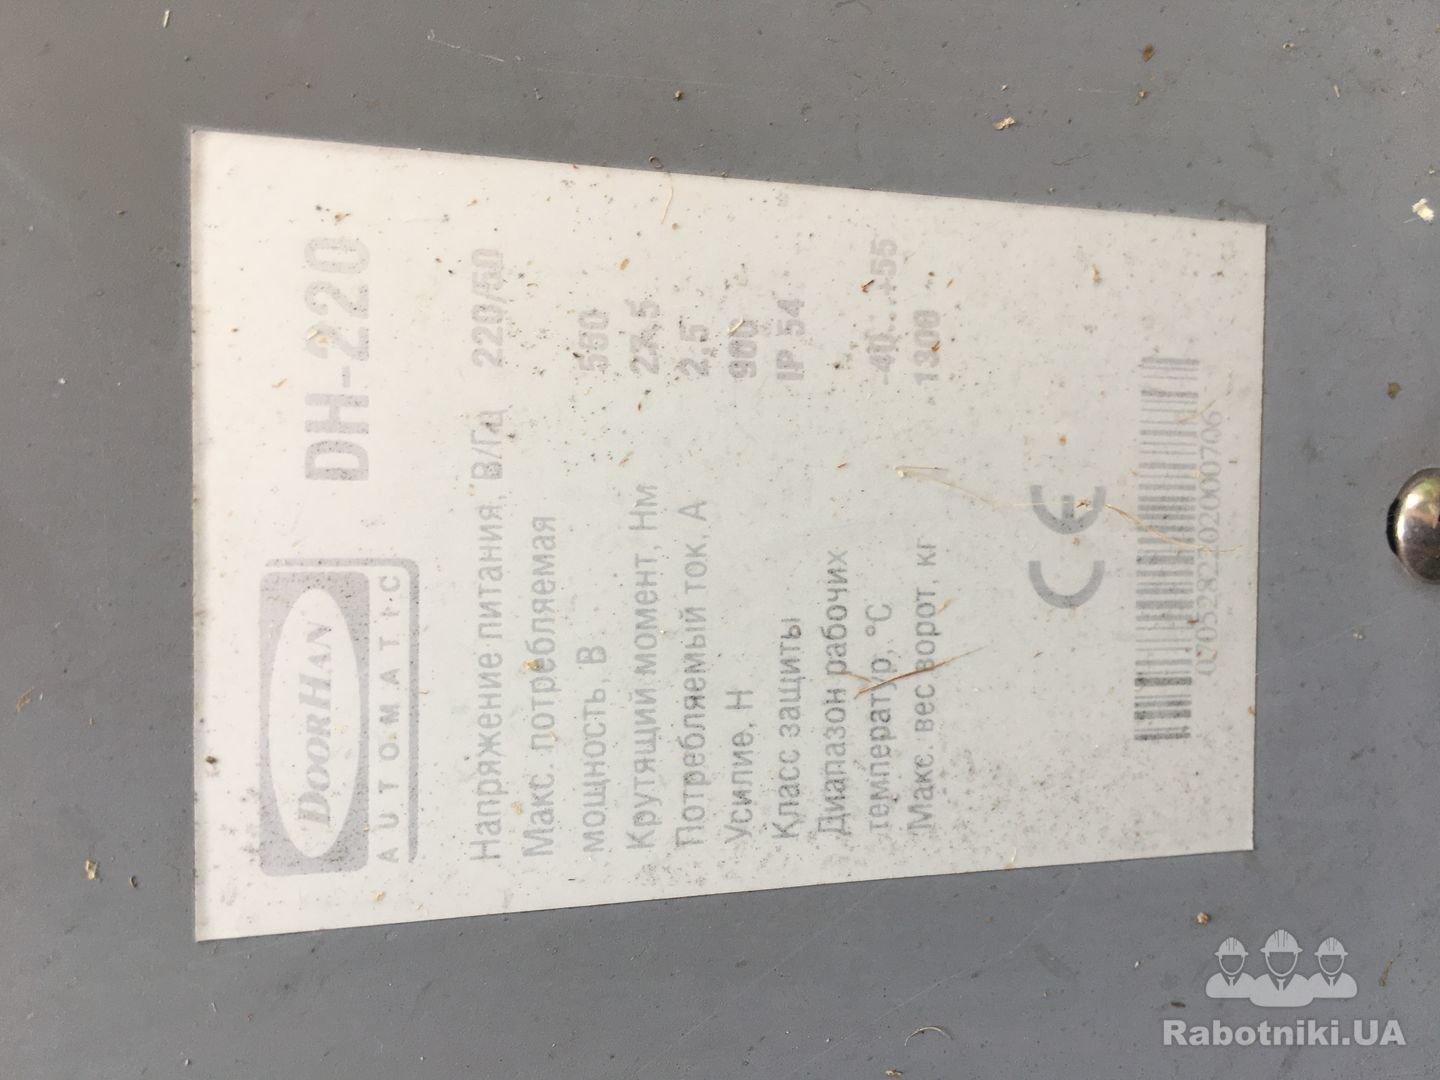 DOORHAN
AUTOMATIC
DH-220
Напряжение питания, В/Гц 220/50
Макс. потребляемая
мощность, В 580
Крутящий момент, Нм 27,5
Потребляемый ток, А 2,5
Усилие, Н 900
Класс защиты IP 54
Диапазон рабочих
температур, °С -40...+55
Макс. вес ворот, кг 1300
CE
Rabotniki.UA